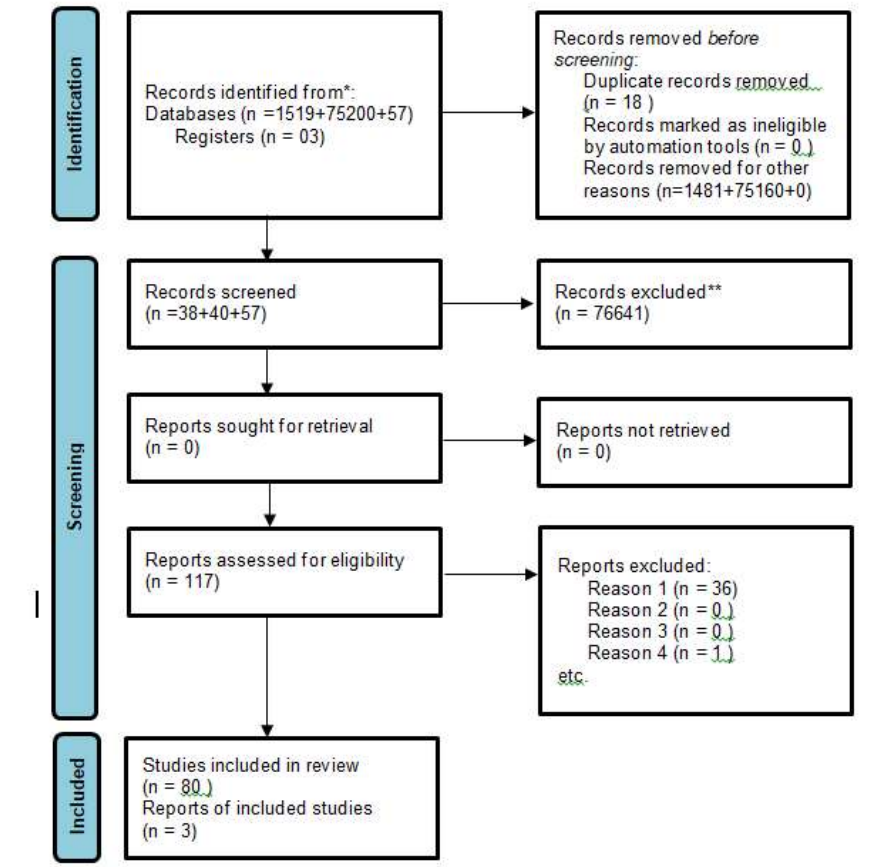 Identification
Records identified from*:
Databases (n =1519+75200+57)
Registers (n = 03)
Records removed before
screening:
Duplicate records removed
(n = 18 )
Records marked as ineligible
by automation tools (n = 0 )
Records removed for other
reasons (n=1481+75160+0)
Screening
Records screened
(n =38+40+57)
Records excluded**
(n = 76641)
Reports sought for retrieval
(n = 0)
Reports not retrieved
(n = 0)
Reports assessed for eligibility
(n = 117)
Reports excluded:
Reason 1 (n = 36)
Reason 2 (n = 0 )
Reason 3 (n = 0 )
Reason 4 (n = 1 )
etc.
Included
Studies included in review
(n = 80 )
Reports of included studies
(n = 3)